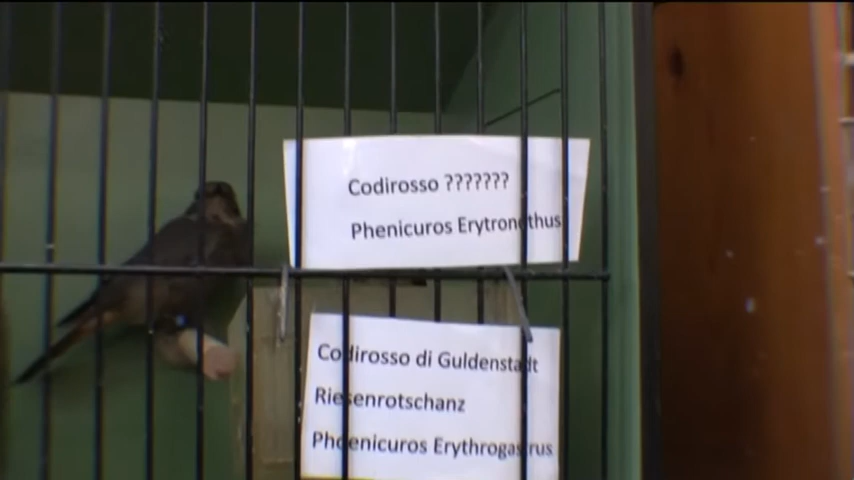 Codirosso ???????
Phenicuros Erytronothus
Codirosso di Guldenstadt
Riesenrotschanz
Phoenicuros Erythrogastrus